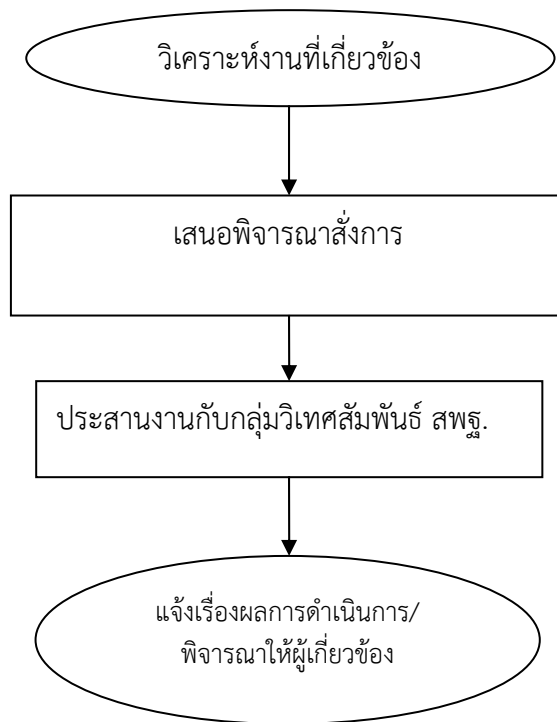 วิเคราะห์งานที่เกี่ยวข้อง
เสนอพิจารณาสั่งการ
ประสานงานกับกลุ่มวิเทศสัมพันธ์ สพฐ.
แจ้งเรื่องผลการดำเนินการ/
พิจารณาให้ผู้เกี่ยวข้อง